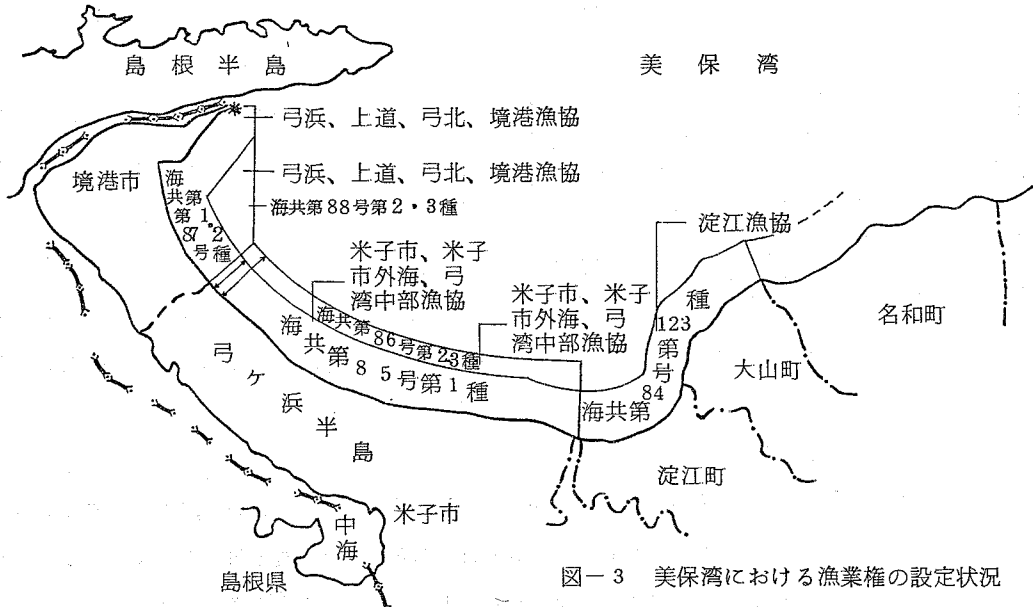 島根半島
美保湾
弓浜、上道、弓北、境港漁協
弓浜、上道、弓北、境港漁協
海共第88号第2・3種
境港市
海共第87号
第1.2種
米子市、米子
市外海、弓
湾中部漁協
海共第86号第2.3種
海共第85号第1種
米子市、米子
市外海、弓
湾中部漁協
淀江漁協
海共第84号第123種
名和町
大山町
淀江町
弓ヶ浜半島
米子市
中海
島根県
図－3 美保湾における漁業権の設定状況